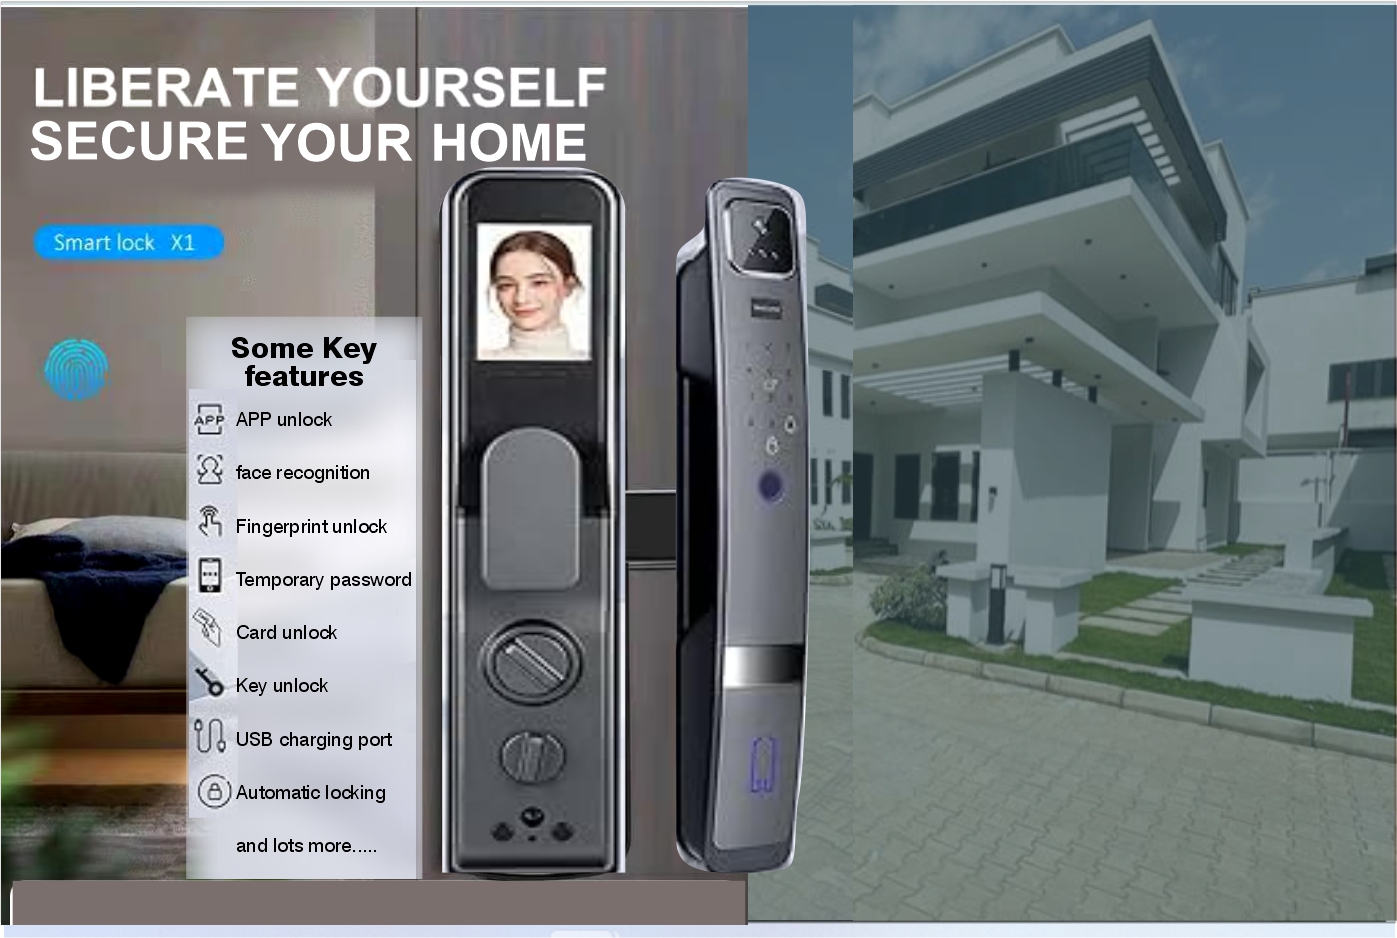 LIBERATE YOURSELF
SECURE YOUR HOME
Smart lock X1
Some Key
features
APP
APP unlock
face recognition
Fingerprint unlock
Temporary password
Card unlock
Key unlock
USB charging port
Automatic locking
and lots more.....